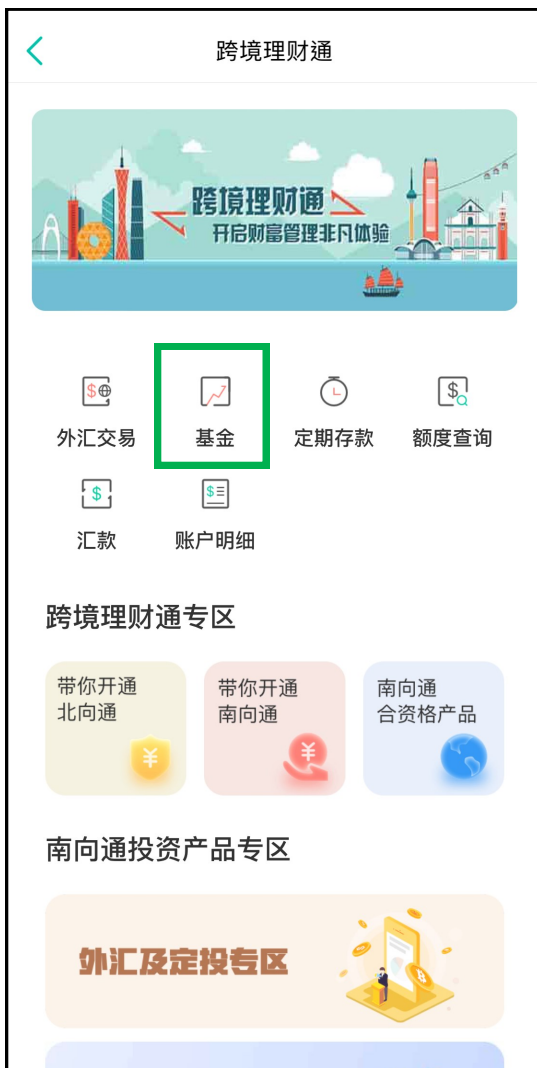 跨境理财通
跨境理财通
开启财富管理非凡体验
外汇交易
基金
定期存款
额度查询
汇款
账户明细
跨境理财通专区
带你开通
北向通
带你开通
南向通
南向通
合资格产品
南向通投资产品专区
外汇及定投专区